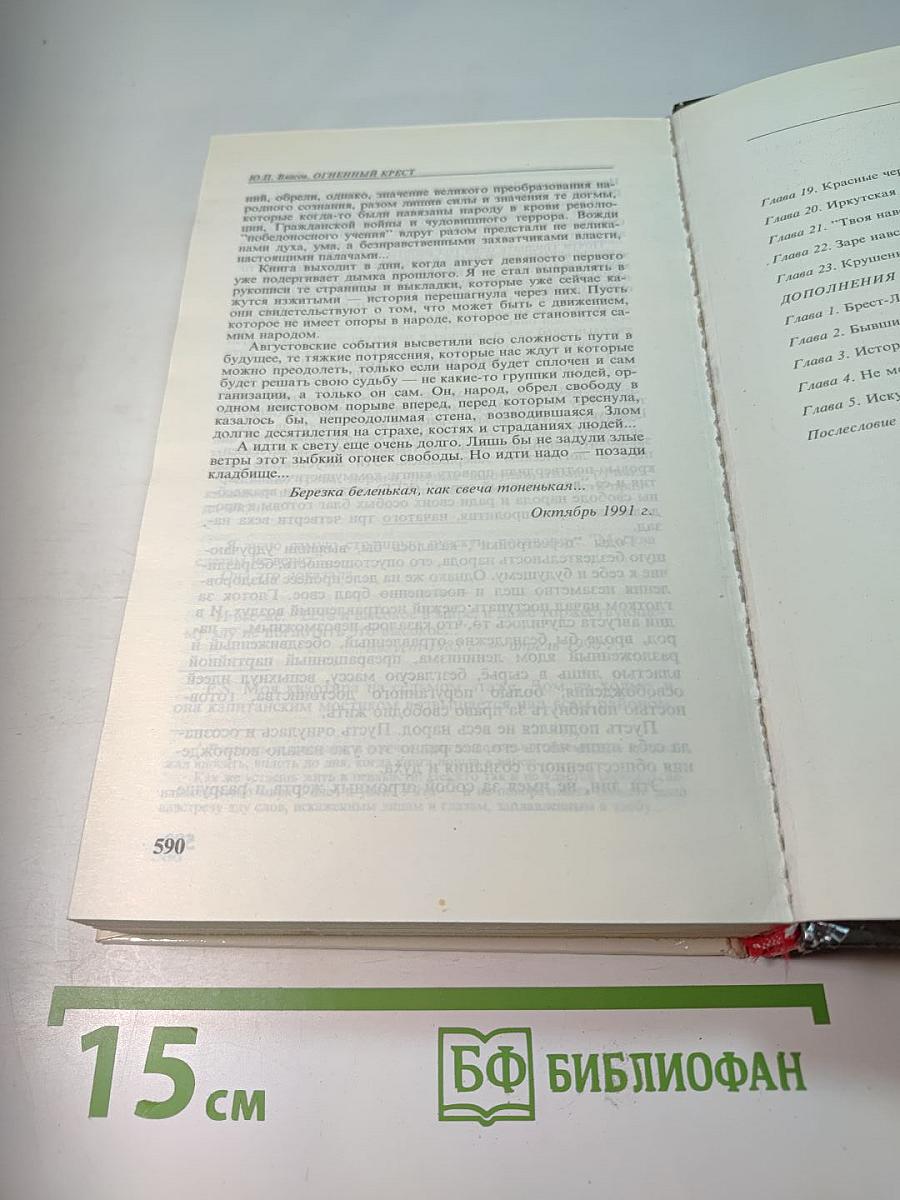 Ю.П. Власов. ОГНЕННЫЙ КРЕСТ
ний, обрели, однако, значение великого преобразования на-
родного сознания, разом лишив силы и значения те догмы,
которые когда-то были навязаны народу в крови револю-
ции, Гражданской войны и чудовищного террора. Вожди
"победоносного учения" вдруг разом предстали не велика-
нами духа, ума, а безнравственными захватчиками власти,
настоящими палачами...
Книга выходит в дни, когда август девяносто первого
уже подергивает дымка прошлого. Я не стал выправлять в
рукописи те страницы и выкладки, которые уже сейчас ка-
жутся изжитыми — история перешагнула через них. Пусть
они свидетельствуют о том, что может быть с движением,
которое не имеет опоры в народе, которое не становится са-
мим народом.
Августовские события высветили всю сложность пути в
будущее, те тяжкие потрясения, которые нас ждут и которые
можно преодолеть, только если народ будет сплочен и сам
будет решать свою судьбу — не какие-то группки людей, ор-
ганизации, а только он сам. Он, народ, обрел свободу в
одном неистовом порыве вперед, перед которым треснула,
казалось бы, непреодолимая стена, возводившаяся Злом
долгие десятилетия на страхе, костях и страданиях людей...
А идти к свету еще очень долго. Лишь бы не задули злые
ветры этот зыбкий огонек свободы. Но идти надо — позади
кладбище...
Березка беленькая, как свеча тоненькая...
Октябрь 1991 г.
590
Глава 19. Красные чер
Глава 20. Иркутская
Глава 21. "Твоя наве
Глава 22. Заре навс
Глава 23. Крушени
ДОПОЛНЕНИЯ
Глава 1. Брест-Л
Глава 2. Бывши
Глава 3. Истор
Глава 4. Не мо
Глава 5. Иску
Послесловие
15 см
БФ БИБЛИОФАН